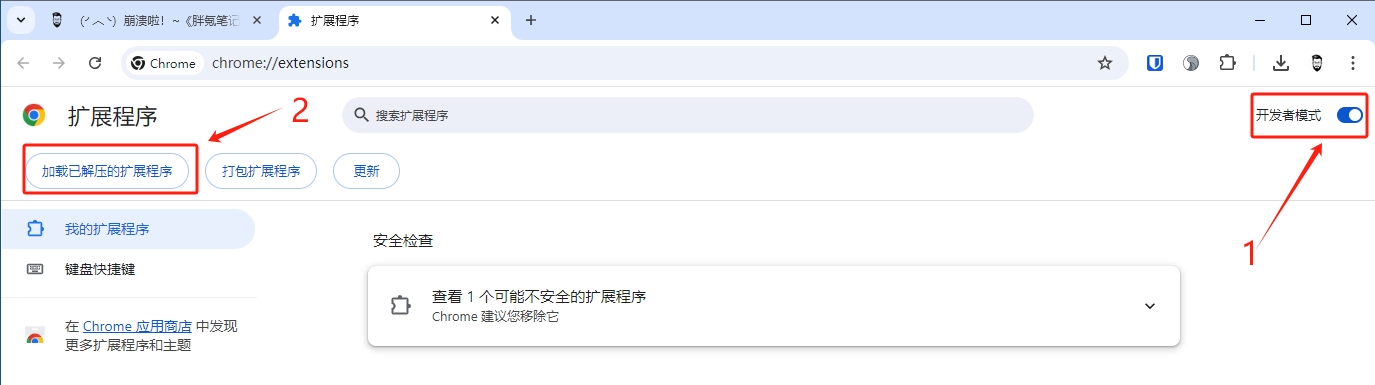 (ˊ︿ˋ) 崩溃啦! ~《胖氪笔记
扩展程序
Chrome
chrome://extensions
扩展程序
2
搜索扩展程序
开发者模式
加载已解压的扩展程序
打包扩展程序
更新
1
我的扩展程序
键盘快捷键
在 Chrome 应用商店 中发现
更多扩展程序和主题
安全检查
查看 1 个可能不安全的扩展程序
Chrome 建议您移除它